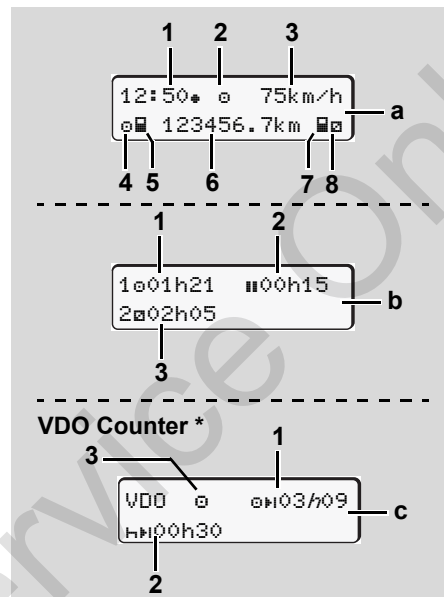 1 2 3
12:50● ⊙ 75km/h
a
⊙ 123456.7km
4 5 6 7 8
1 2
1⊙01h21 00h15
b
2 02h05
3
VDO Counter *
3 1
VDO ⊙ ⊙ 03h09
c
00h30
2